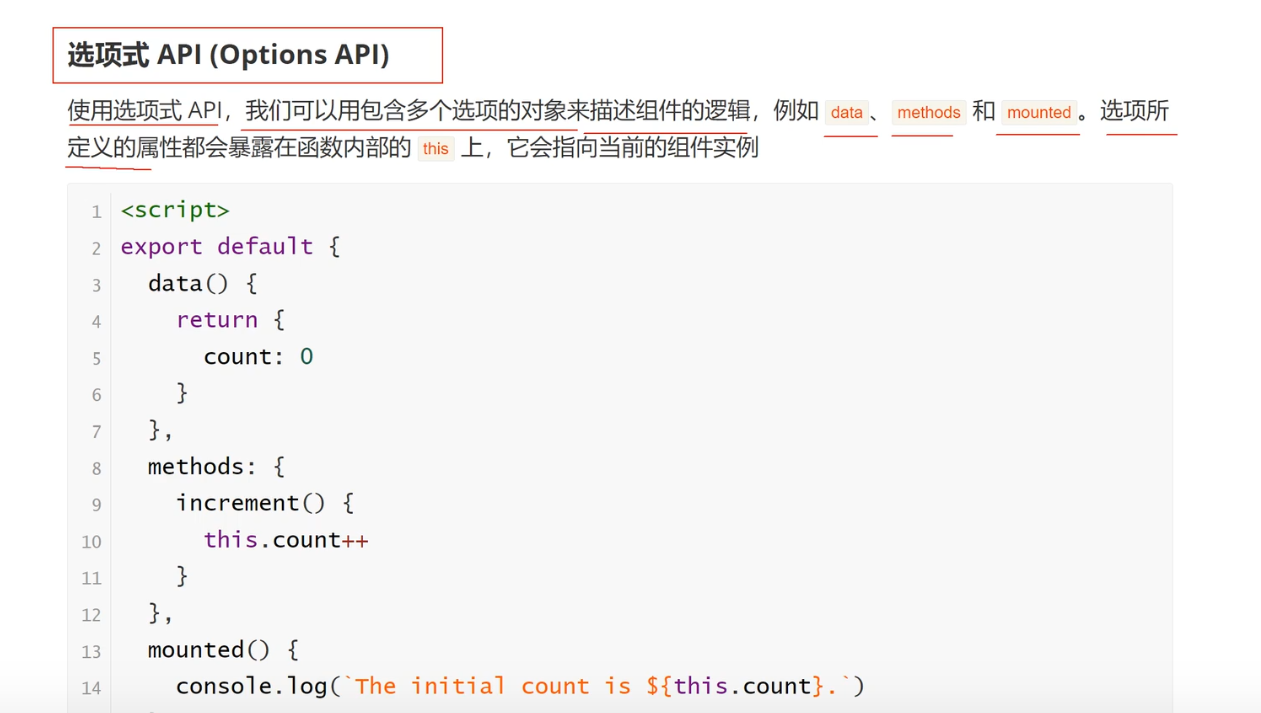 选项式 API (Options API)
使用选项式 API，我们可以用包含多个选项的对象来描述组件的逻辑，例如 data、methods 和 mounted。选项所
定义的属性都会暴露在函数内部的 this 上，它会指向当前的组件实例
1 <script>
2 export default {
3   data() {
4     return {
5       count: 0
6     }
7   },
8   methods: {
9     increment() {
10       this.count++
11     }
12   },
13   mounted() {
14     console.log(`The initial count is ${this.count}.`)